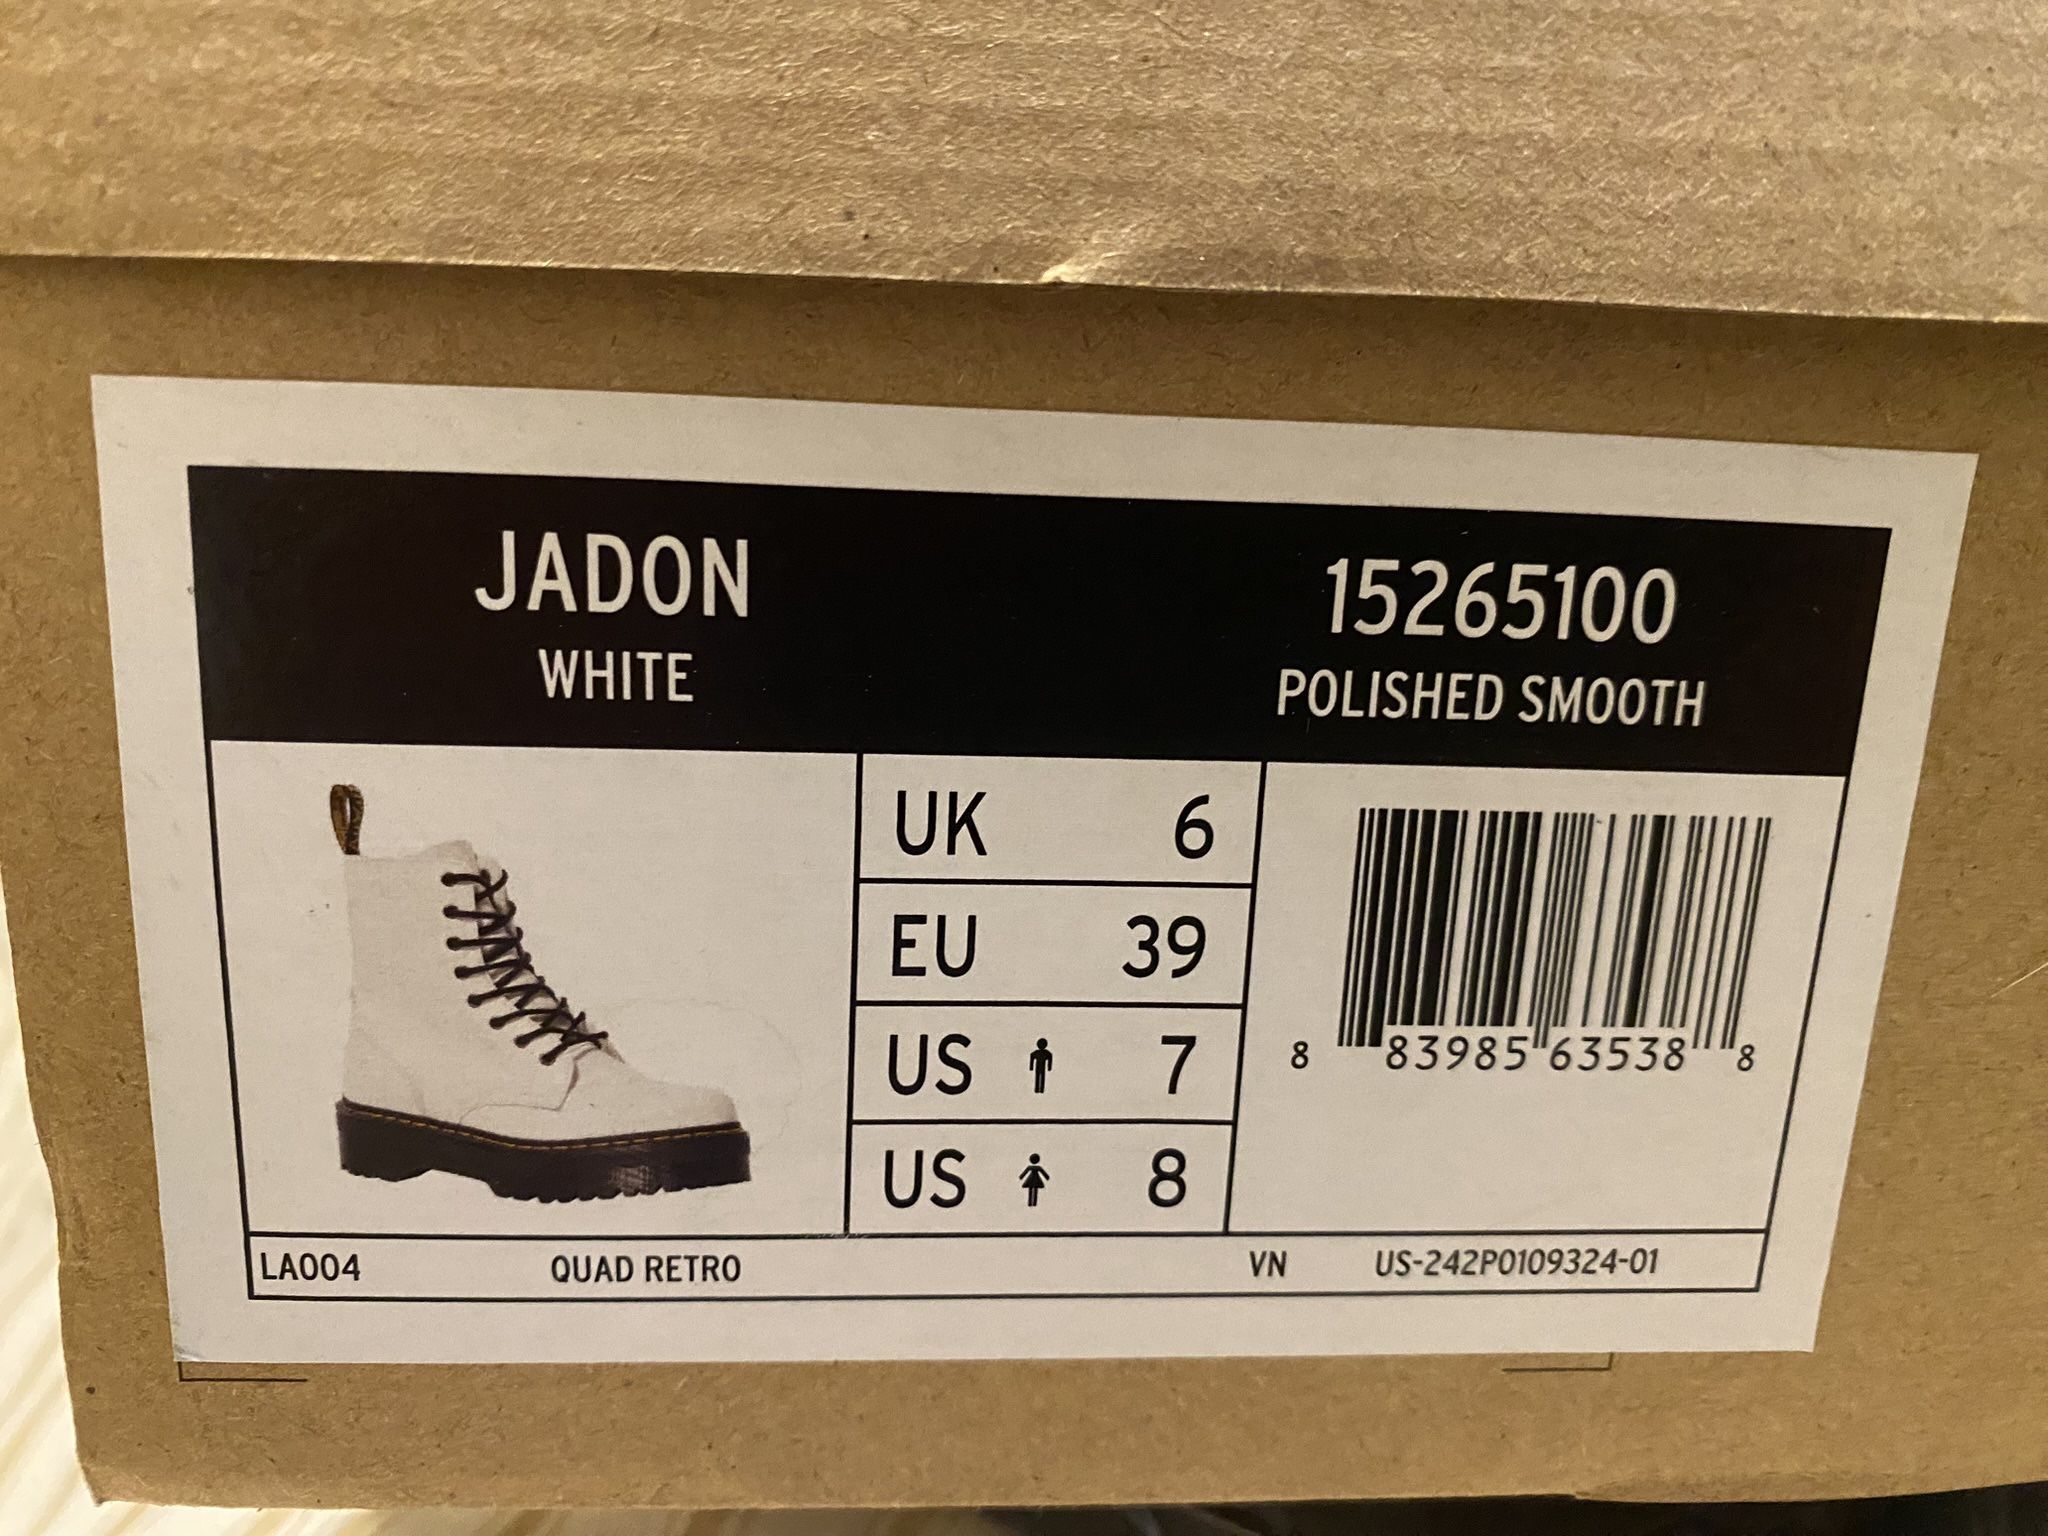 JADON
WHITE
15265100
POLISHED SMOOTH
UK 6
EU 39
US 7
US 8
8 83985 63538 8
LA004 QUAD RETRO VN US-242P0109324-01